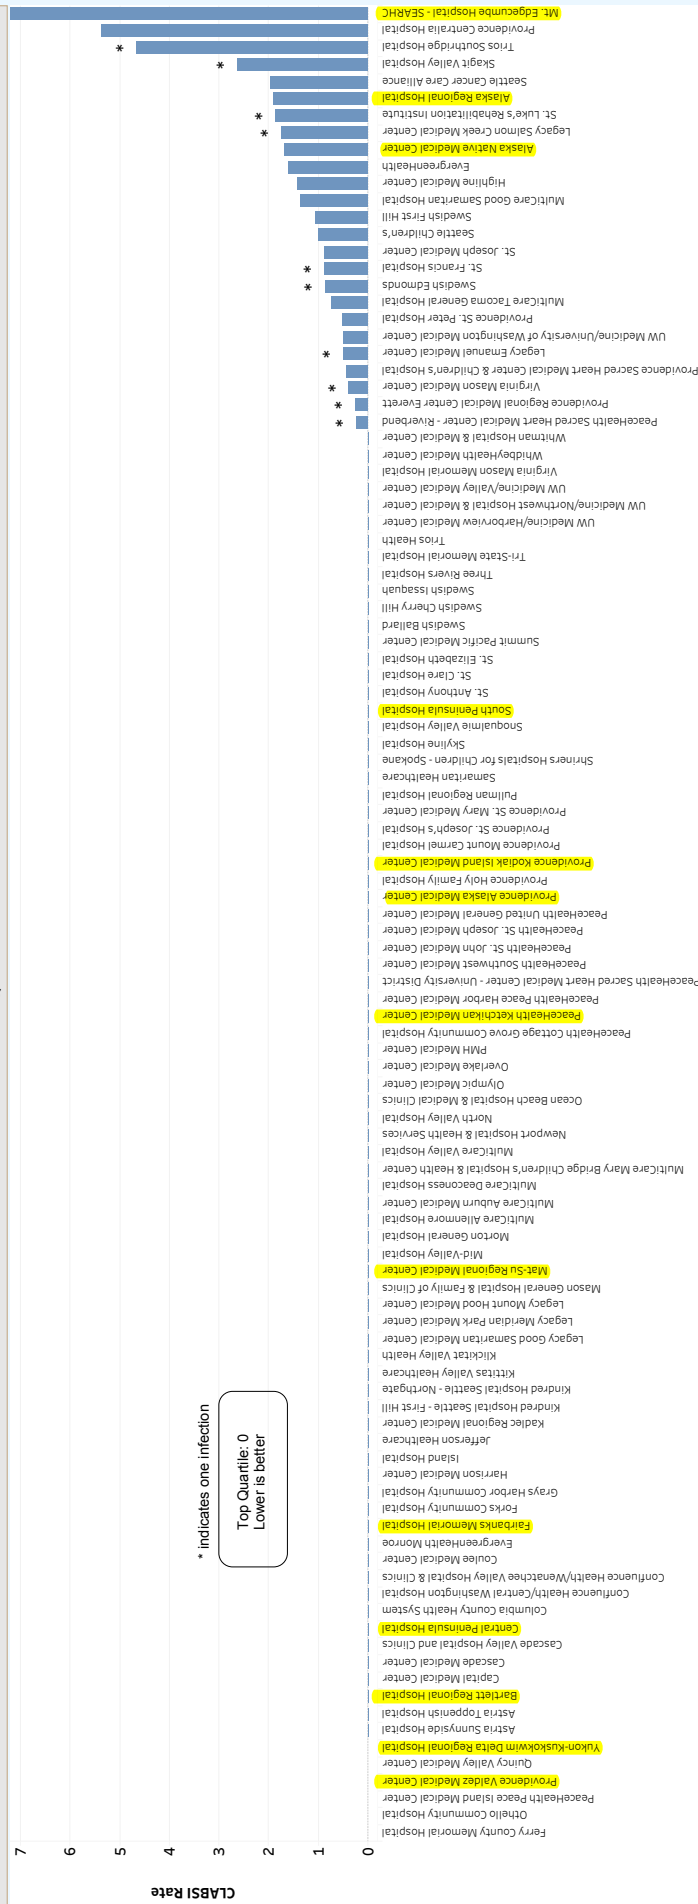 Mt. Edgecumbe Hospital - SEARHC
Providence Centralia Hospital
Trios Southridge Hospital
*
Skagit Valley Hospital
*
Seattle Cancer Care Alliance
Alaska Regional Hospital
St. Luke's Rehabilitation Institute
*
Legacy Salmon Creek Medical Center
*
Alaska Native Medical Center
EvergreenHealth
Highline Medical Center
MultiCare Good Samaritan Hospital
Swedish First Hill
Seattle Children's
St. Joseph Medical Center
St. Francis Hospital
*
Swedish Edmonds
*
MultiCare Tacoma General Hospital
Providence St. Peter Hospital
UW Medicine/University of Washington Medical Center
Legacy Emanuel Medical Center
*
Providence Sacred Heart Medical Center & Children's Hospital
Virginia Mason Medical Center
*
Providence Regional Medical Center Everett
*
PeaceHealth Sacred Heart Medical Center - Riverbend
*
Whitman Hospital & Medical Center
WhidbeyHealth Medical Center
Virginia Mason Memorial Hospital
UW Medicine/Valley Medical Center
UW Medicine/Northwest Hospital & Medical Center
UW Medicine/Harborview Medical Center
Trios Health
Tri-State Memorial Hospital
Three Rivers Hospital
Swedish Issaquah
Swedish Cherry Hill
Swedish Ballard
Summit Pacific Medical Center
St. Elizabeth Hospital
St. Clare Hospital
St. Anthony Hospital
South Peninsula Hospital
Snoqualmie Valley Hospital
Skyline Hospital
Shriners Hospitals for Children - Spokane
Samaritan Healthcare
Pullman Regional Hospital
Providence St. Mary Medical Center
Providence St. Joseph's Hospital
Providence Mount Carmel Hospital
Providence Kodiak Island Medical Center
Providence Holy Family Hospital
Providence Alaska Medical Center
PeaceHealth United General Medical Center
PeaceHealth St. Joseph Medical Center
PeaceHealth St. John Medical Center
PeaceHealth Southwest Medical Center
PeaceHealth Sacred Heart Medical Center - University District
PeaceHealth Peace Harbor Medical Center
PeaceHealth Ketchikan Medical Center
PeaceHealth Cottage Grove Community Hospital
PMH Medical Center
Overlake Medical Center
Olympic Medical Center
Ocean Beach Hospital & Medical Clinics
North Valley Hospital
Newport Hospital & Health Services
MultiCare Valley Hospital
MultiCare Mary Bridge Children's Hospital & Health Center
MultiCare Deaconess Hospital
MultiCare Auburn Medical Center
MultiCare Allenmore Hospital
Morton General Hospital
Mid-Valley Hospital
Mat-Su Regional Medical Center
Mason General Hospital & Family of Clinics
Legacy Mount Hood Medical Center
Legacy Meridian Park Medical Center
Legacy Good Samaritan Medical Center
Klickitat Valley Health
Kittitas Valley Healthcare
Kindred Hospital Seattle - Northgate
Kindred Hospital Seattle - First Hill
Kadlec Regional Medical Center
Jefferson Healthcare
Island Hospital
Harrison Medical Center
Grays Harbor Community Hospital
Forks Community Hospital
Fairbanks Memorial Hospital
EvergreenHealth Monroe
Coulee Medical Center
Confluence Health/Wenatchee Valley Hospital & Clinics
Confluence Health/Central Washington Hospital
Columbia County Health System
Central Peninsula Hospital
Cascade Valley Hospital and Clinics
Cascade Medical Center
Capital Medical Center
Bartlett Regional Hospital
Astria Toppenish Hospital
Astria Sunnyside Hospital
Yukon-Kuskokwim Delta Regional Hospital
Quincy Valley Medical Center
Providence Valdez Medical Center
PeaceHealth Peace Island Medical Center
Othello Community Hospital
Ferry County Memorial Hospital
* indicates one infection
Top Quartile: 0
Lower is better
7
6
5
4
3
2
1
0
CLABSI Rate